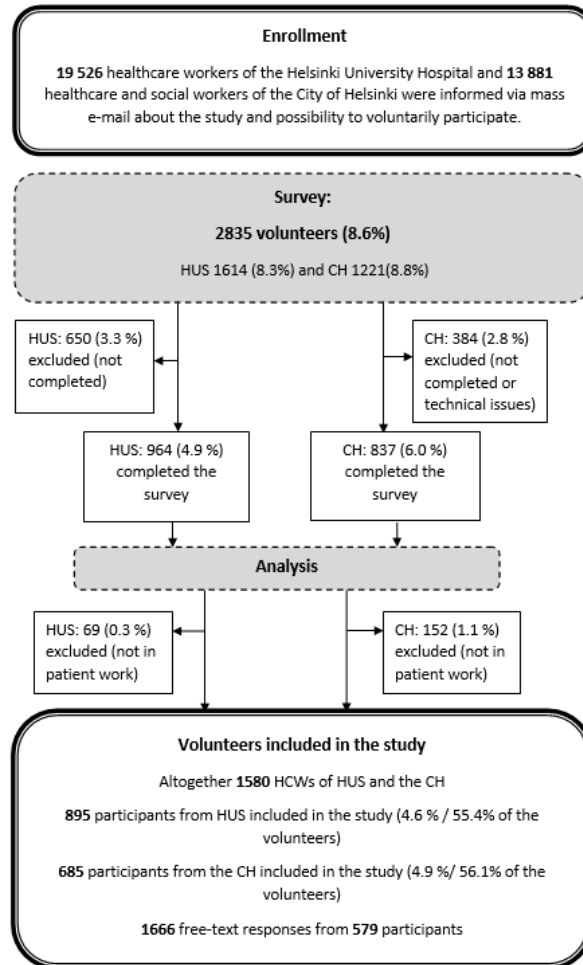 Enrollment
19 526 healthcare workers of the Helsinki University Hospital and 13 881
healthcare and social workers of the City of Helsinki were informed via mass
e-mail about the study and possibility to voluntarily participate.
Survey:
2835 volunteers (8.6%)
HUS 1614 (8.3%) and CH 1221(8.8%)
HUS: 650 (3.3 %)
excluded (not
completed)
CH: 384 (2.8 %)
excluded (not
completed or
technical issues)
HUS: 964 (4.9 %)
completed the
survey
CH: 837 (6.0 %)
completed the
survey
Analysis
HUS: 69 (0.3 %)
excluded (not in
patient work)
CH: 152 (1.1 %)
excluded (not in
patient work)
Volunteers included in the study
Altogether 1580 HCWs of HUS and the CH
895 participants from HUS included in the study (4.6 % / 55.4% of the
volunteers)
685 participants from the CH included in the study (4.9 %/ 56.1% of the
volunteers)
1666 free-text responses from 579 participants